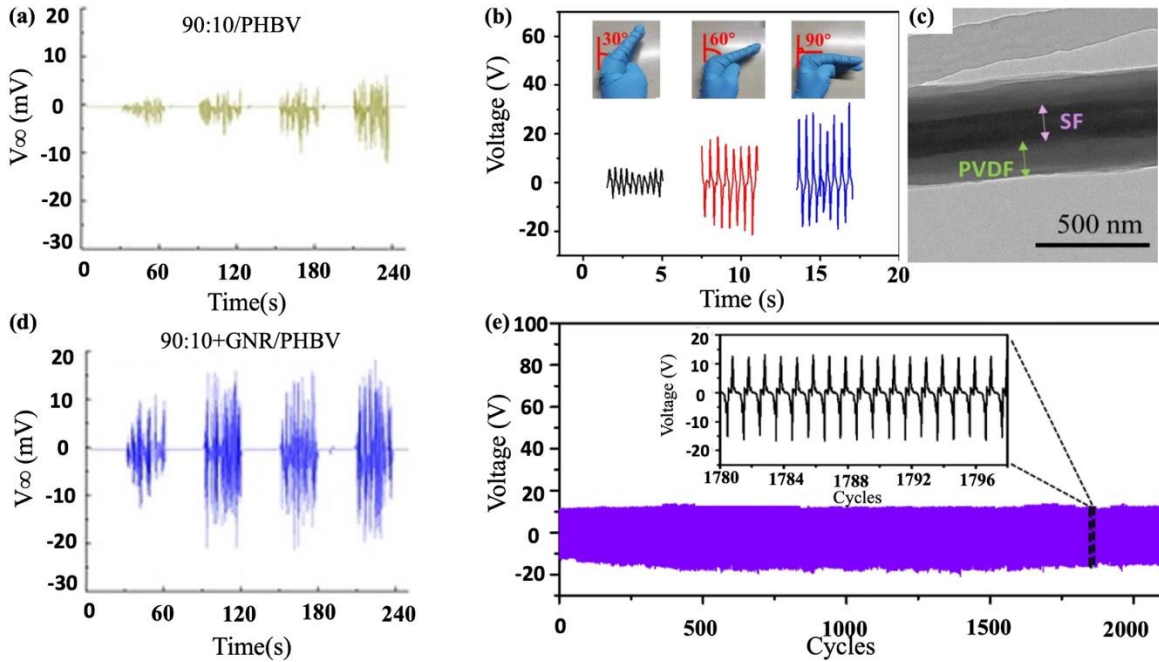 (a)
90:10/PHBV
20
10
0
-10
20
-30
V∞ (mV)
0
60
120
180
240
Time(s)
(b)
60
40
20
0
-20
Voltage (V)
30°
60°
90°
0
5
10
15
20
Time (s)
(c)
SF
PVDF
500 nm
(d)
90:10+GNR/PHBV
20
10
0
-10
-20
-30
V∞ (mV)
0
60
120
180
240
Time(s)
(e)
100
80
60
40
20
0
-20
Voltage (V)
20
10
0
-10
-20
Voltage (V)
1780
1784
1788
1792
1796
Cycles
0
500
1000
1500
2000
Cycles